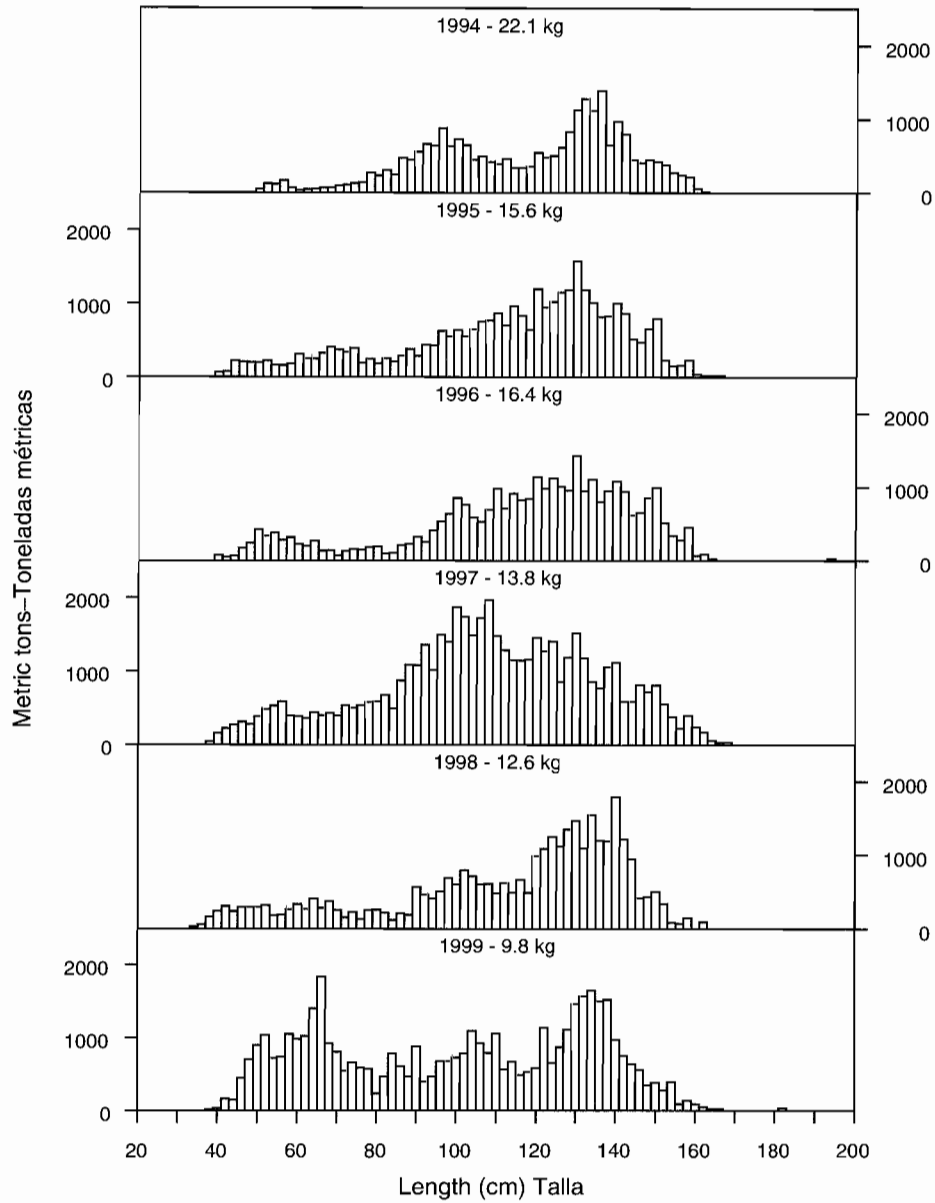 1994 - 22.1 kg
2000
1000
0
1995 - 15.6 kg
2000
1000
0
1996 - 16.4 kg
2000
1000
0
1997 - 13.8 kg
2000
1000
0
1998 - 12.6 kg
2000
1000
0
1999 - 9.8 kg
2000
1000
0
Metric tons–Toneladas métricas
20 40 60 80 100 120 140 160 180 200
Length (cm) Talla